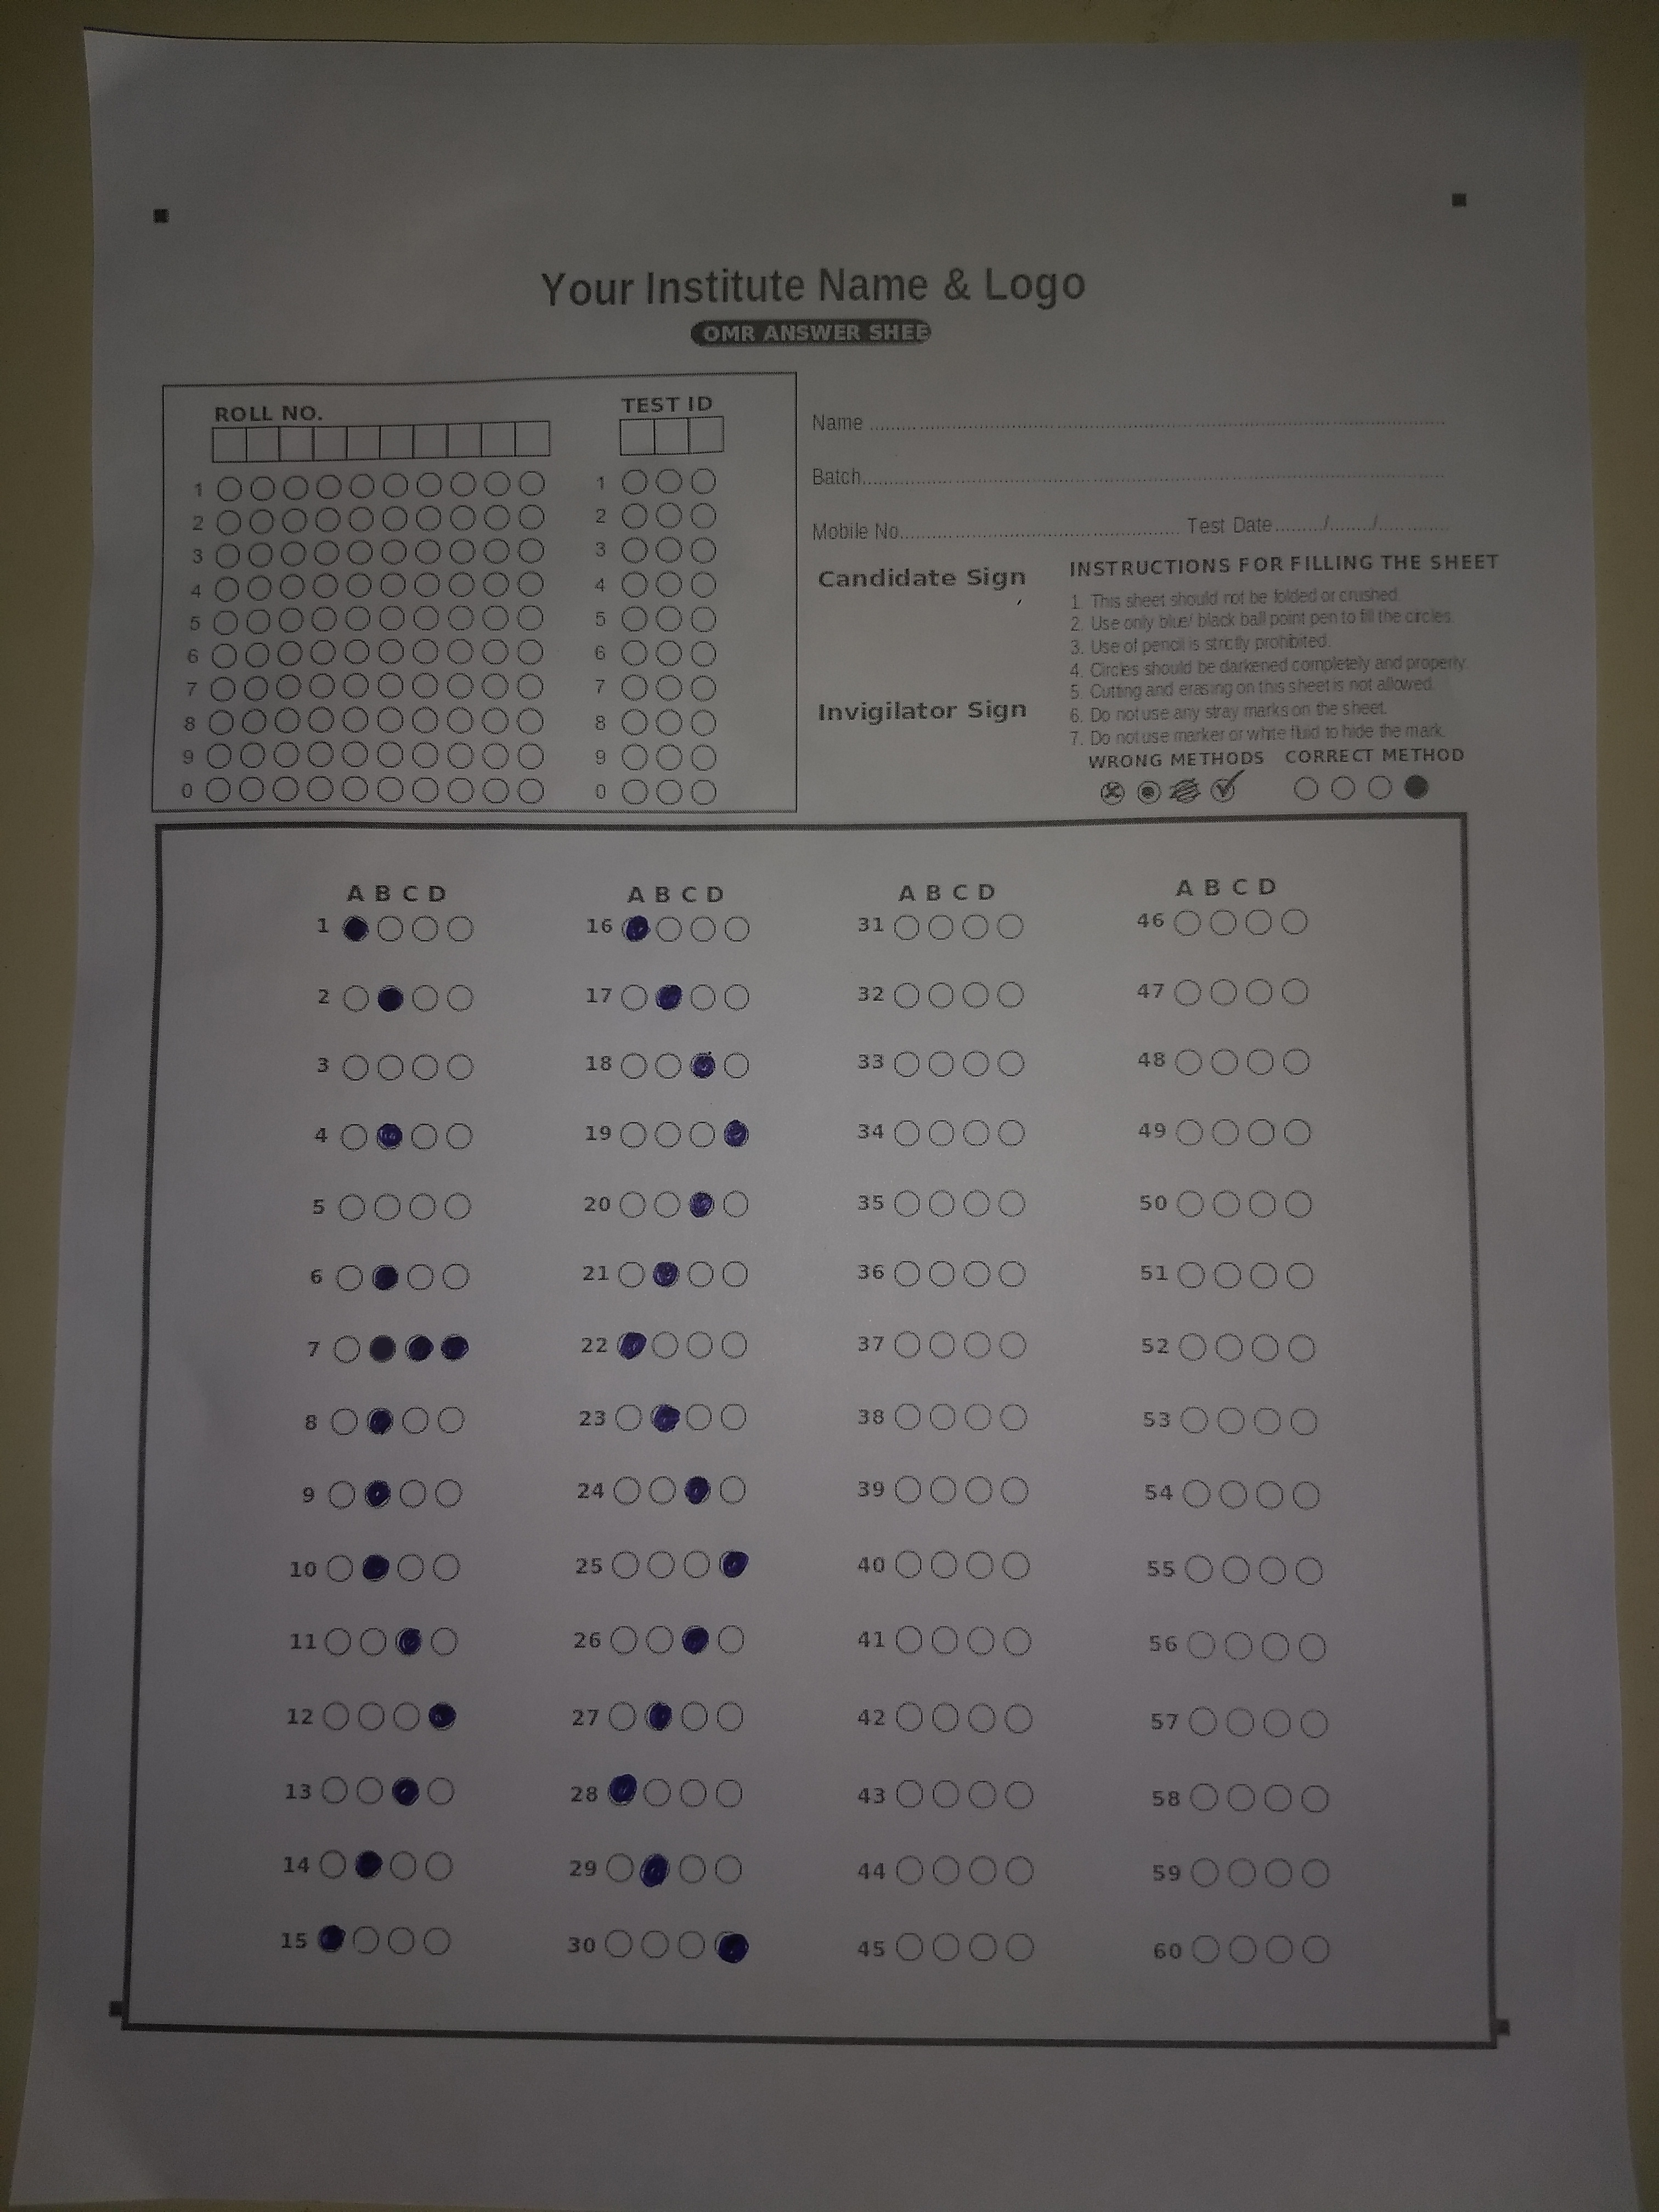 Your Institute Name & Logo
OMR ANSWER SHEE
ROLL NO.
TEST ID
1 1
2 2
3 3
4 4
5 5
6 6
7 7
8 8
9 9
0 0
Name
Batch
Mobile No. Test Date ......../......../............
Candidate Sign
Invigilator Sign
INSTRUCTIONS FOR FILLING THE SHEET
1. This sheet should not be folded or crushed.
2. Use only blue/ black ball point pen to fill the circles.
3. Use of pencil is strictly prohibited.
4. Circles should be darkened completely and properly.
5. Cutting and erasing on this sheet is not allowed.
6. Do not use any stray marks on the sheet.
7. Do not use marker or white fluid to hide the mark.
WRONG METHODS CORRECT METHOD
A B C D A B C D A B C D A B C D
1 16 31 46
2 17 32 47
3 18 33 48
4 19 34 49
5 20 35 50
6 21 36 51
7 22 37 52
8 23 38 53
9 24 39 54
10 25 40 55
11 26 41 56
12 27 42 57
13 28 43 58
14 29 44 59
15 30 45 60